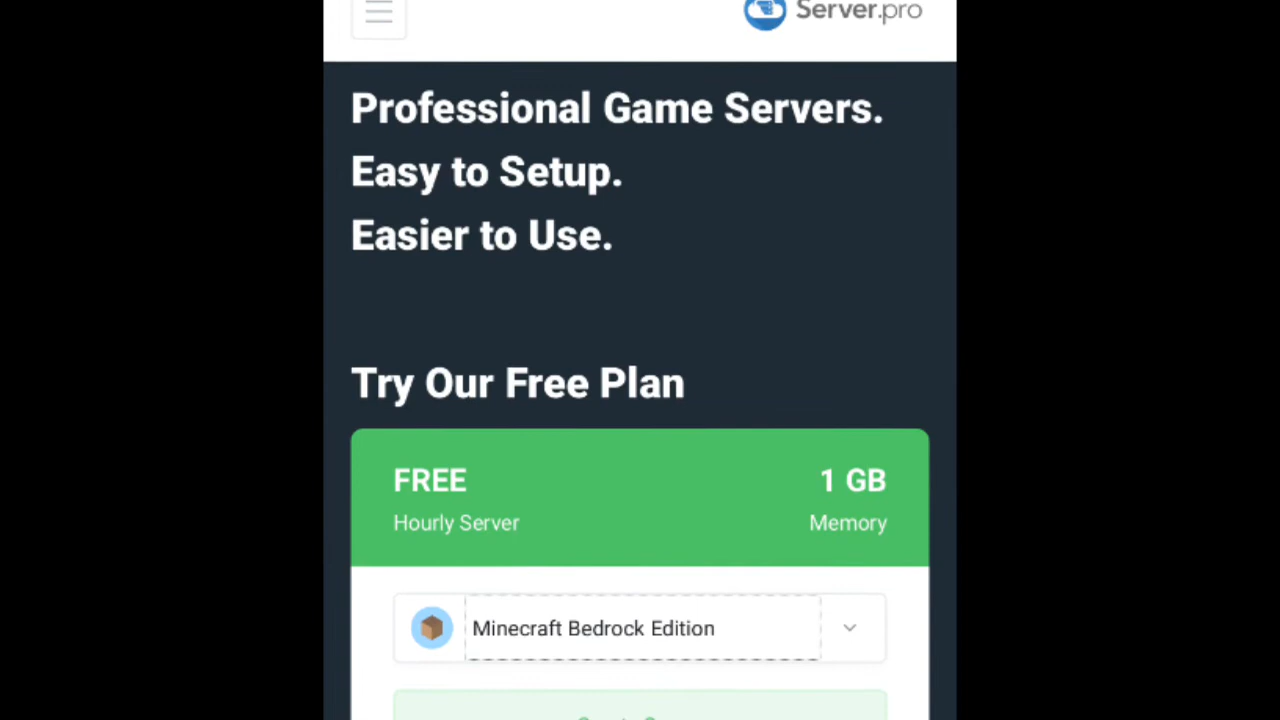 Server.pro
Professional Game Servers.
Easy to Setup.
Easier to Use.
Try Our Free Plan
FREE
1 GB
Hourly Server
Memory
Minecraft Bedrock Edition